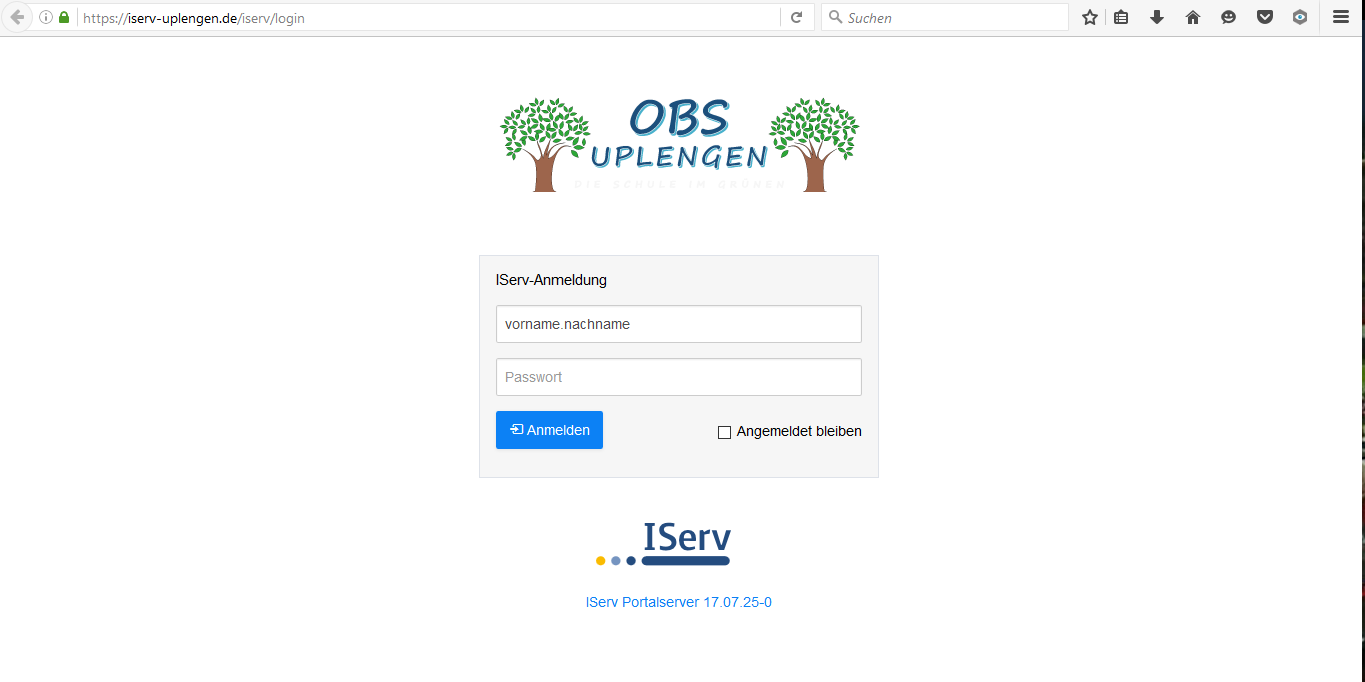 https://iserv-uplengen.de/iserv/login
Suchen
OBS
UPLENGEN
DIE SCHULE IM GRÜNEN
IServ-Anmeldung
vorname.nachname
Passwort
Anmelden
Angemeldet bleiben
IServ
IServ Portalserver 17.07.25-0